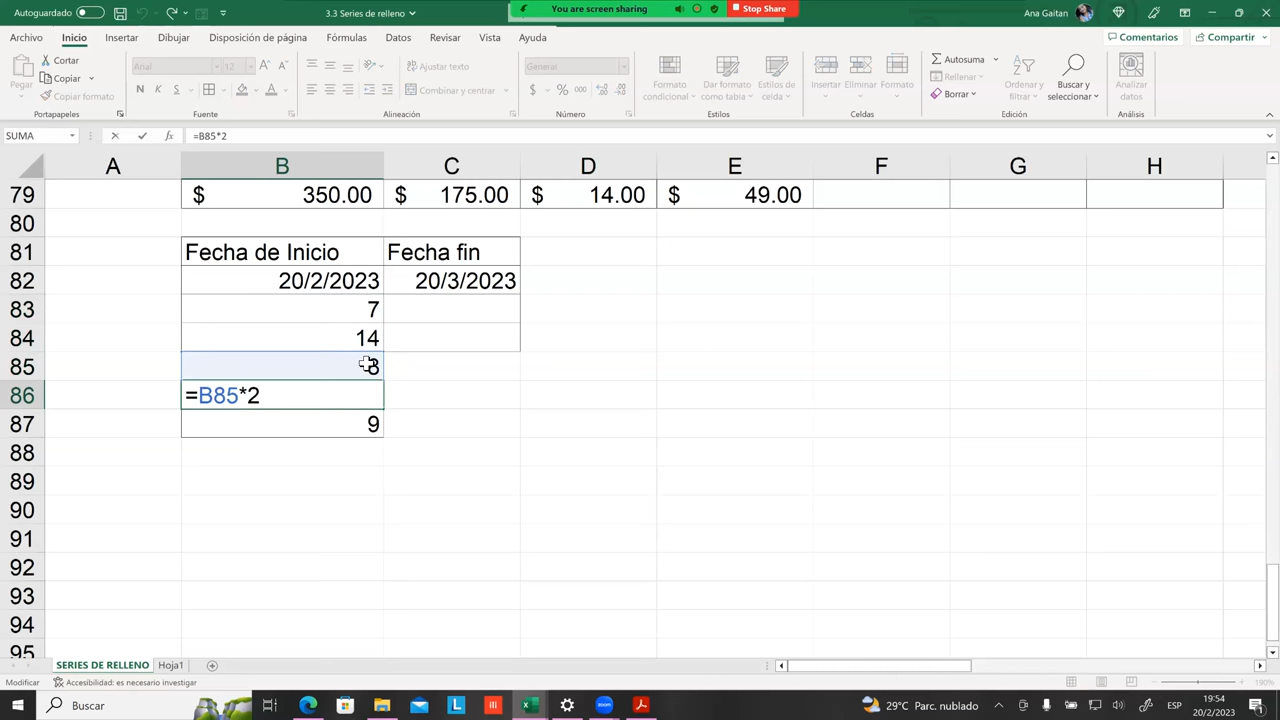 Autoguardado
3.3 Series de relleno
You are screen sharing
Stop Share
Ana Gaitan
Archivo Inicio Insertar Dibujar Disposición de página Fórmulas Datos Revisar Vista Ayuda
Comentarios Compartir
Pegar
Cortar
Copiar
Copiar formato
Portapapeles
Arial 12
N K S
Fuente
Ajustar texto
Combinar y centrar
Alineación
General
$ % 000
Número
Formato condicional
Dar formato como tabla
Estilos de celda
Estilos
Insertar Eliminar Formato
Celdas
Autosuma
Rellenar
Borrar
Ordenar y filtrar
Buscar y seleccionar
Edición
Analizar datos
Análisis
SUMA fx =B85*2
A B C D E F G H
79 $ 350.00 $ 175.00 $ 14.00 $ 49.00
80
81 Fecha de Inicio Fecha fin
82 20/2/2023 20/3/2023
83 7
84 14
85
86 =B85*2
87 9
88
89
90
91
92
93
94
95
SERIES DE RELLENO Hoja1
Modificar Accesibilidad: es necesario investigar 190%
Buscar
29°C Parc. nublado
ESP
19:54
20/2/2023